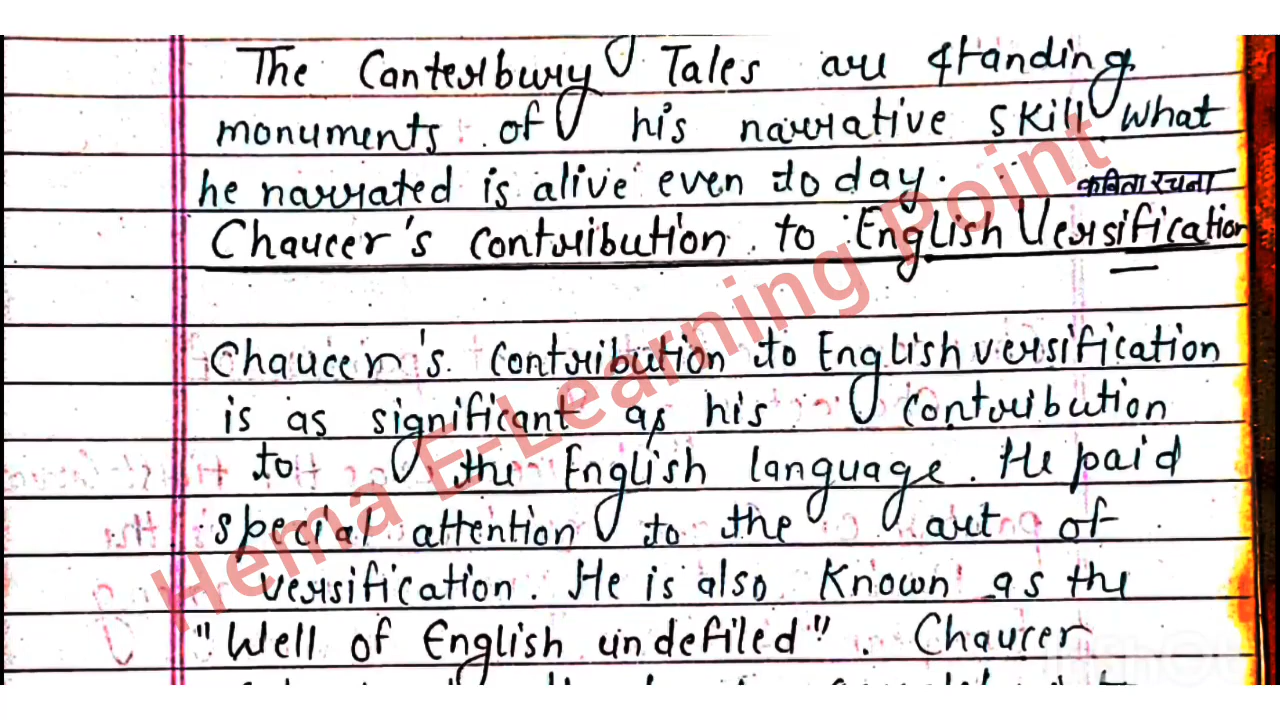 The Canterbury Tales are standing
monuments of his narrative skill what
he narrated is alive even today.
कविता रचना
Chaucer's contribution to English Versification
Chaucer's contribution to English versification
is as significant as his contribution
to the English language. He paid
special attention to the art of
versification. He is also known as the
"Well of English undefiled". Chaucer
Hema E-Learning Point